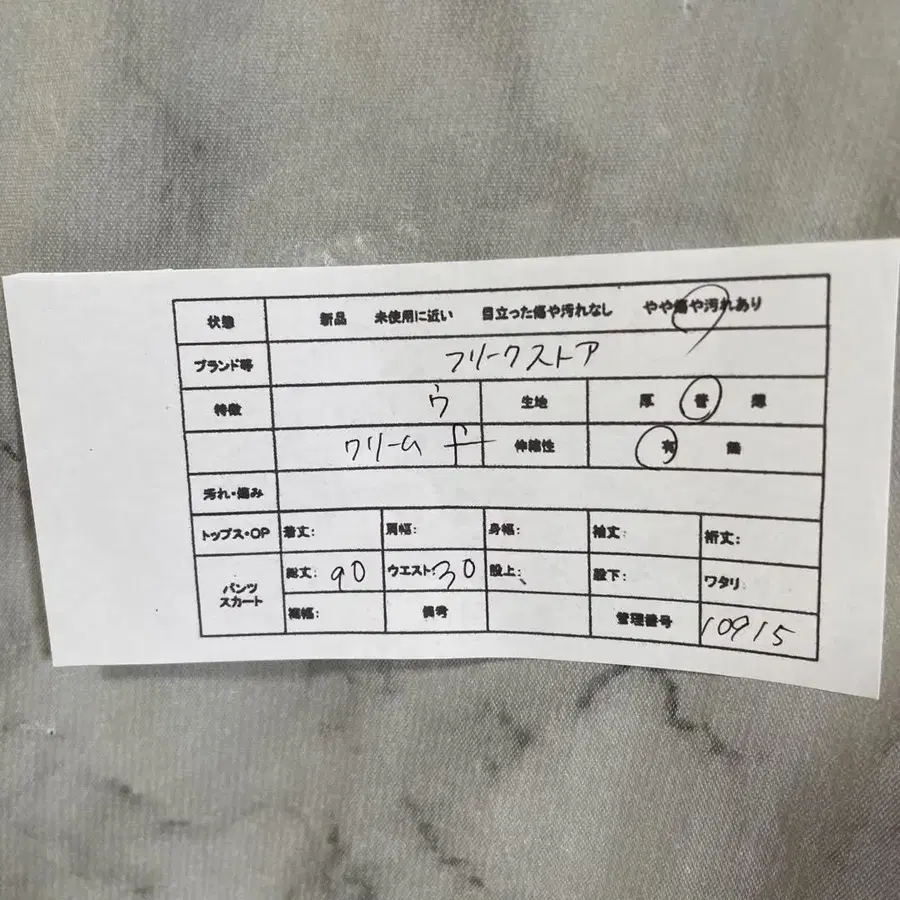 状態 新品 未使用に近い 目立った傷や汚れなし やや傷や汚れあり
ブランド等 フリークストア
特徴 ウ 生地 厚 普 薄
クリーム f 伸縮性 有 無
汚れ・傷み
トップス・OP 着丈: 肩幅: 身幅: 袖丈: 裄丈:
パンツ スカート 総丈: 90 ウエスト: 30 股上: 股下: ワタリ:
裾幅: 備考 管理番号 10915